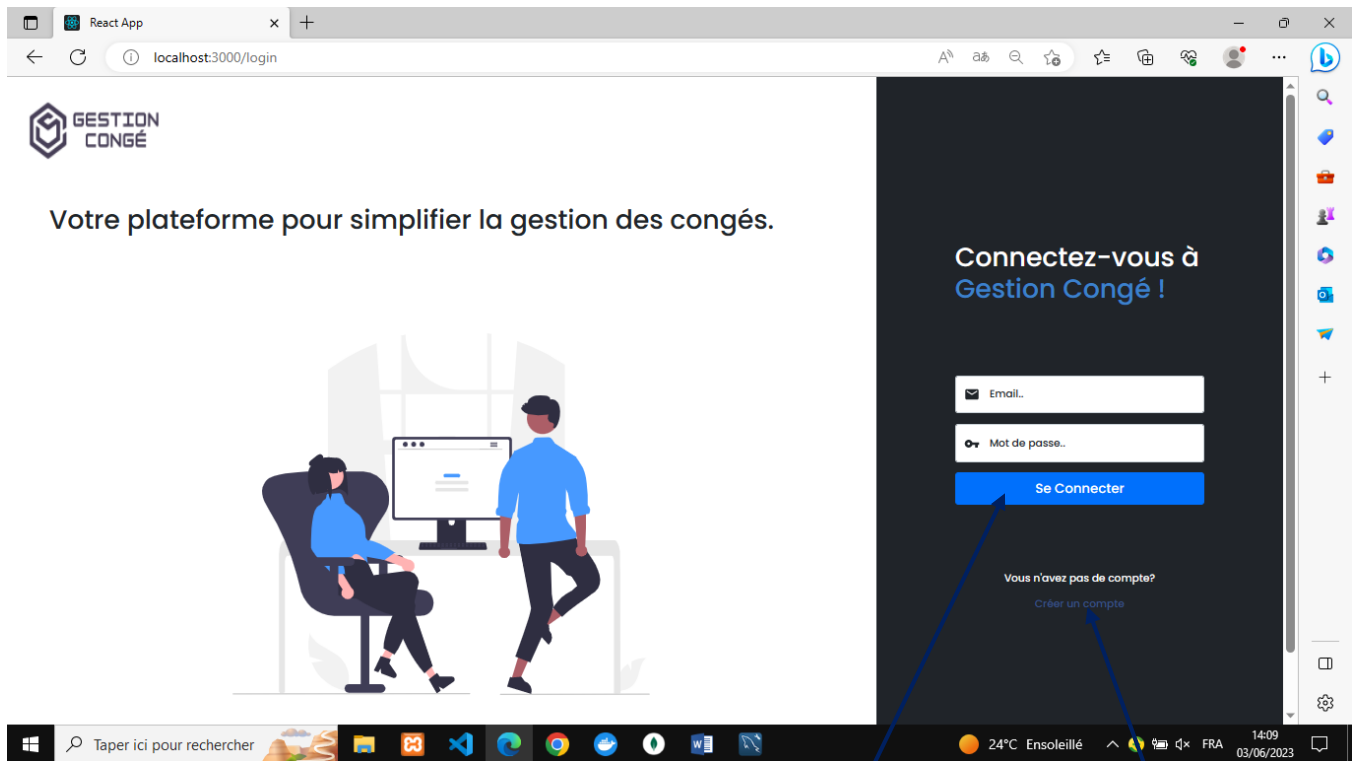 React App
localhost:3000/login
GESTION
CONGÉ
Votre plateforme pour simplifier la gestion des congés.
Connectez-vous à
Gestion Congé !
Email..
Mot de passe..
Se Connecter
Vous n'avez pas de compte?
Créer un compte
Taper ici pour rechercher
24°C Ensoleillé
FRA
14:09
03/06/2023